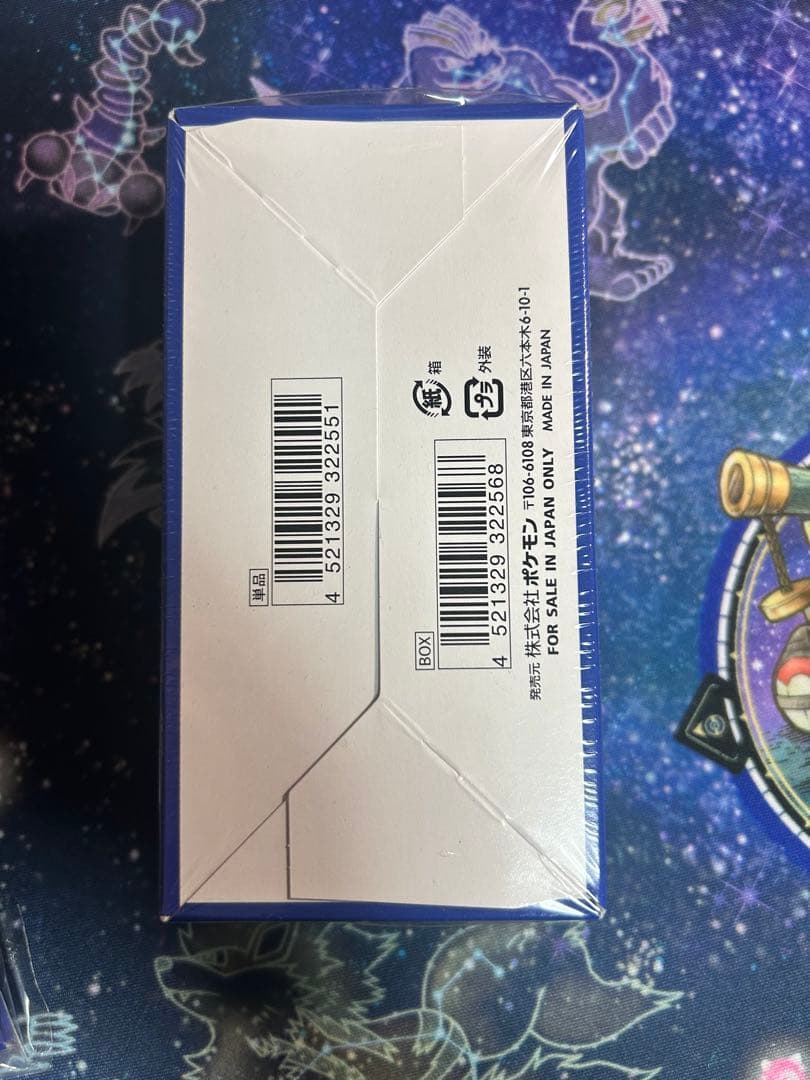 単品
4 521329 322551
BOX
4 521329 322568
紙 箱
プラ 外装
発売元 株式会社 ポケモン 〒106-6108 東京都港区六本木6-10-1
FOR SALE IN JAPAN ONLY MADE IN JAPAN